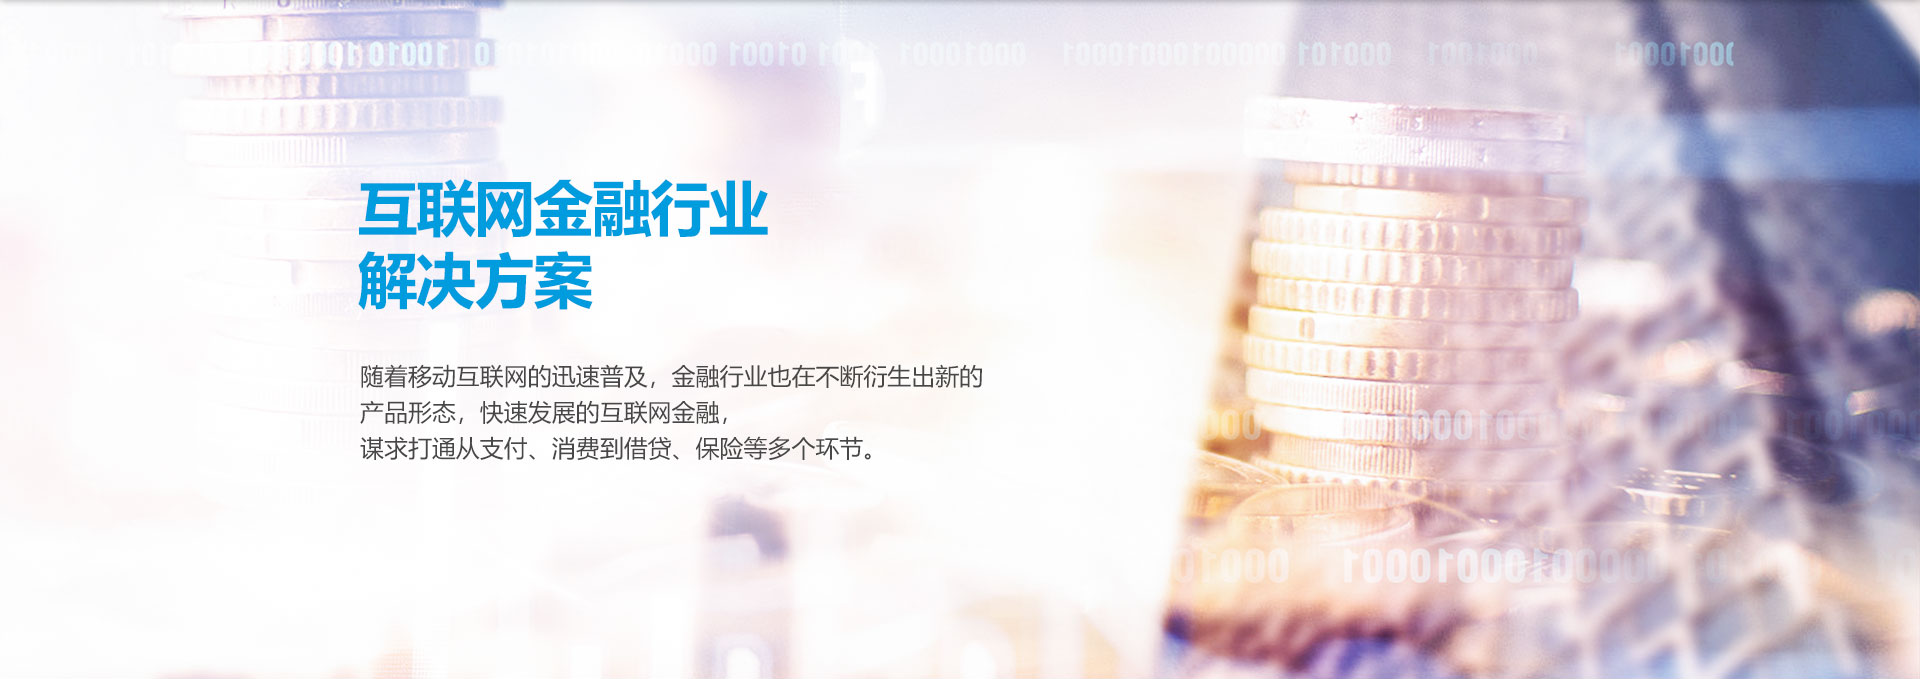 互联网金融行业
解决方案
随着移动互联网的迅速普及，金融行业也在不断衍生出新的
产品形态，快速发展的互联网金融，
谋求打通从支付、消费到借贷、保险等多个环节。